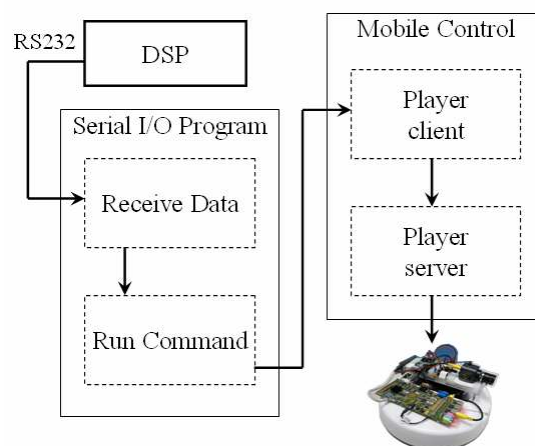 RS232
DSP
Serial I/O Program
Receive Data
Run Command
Mobile Control
Player
client
Player
server